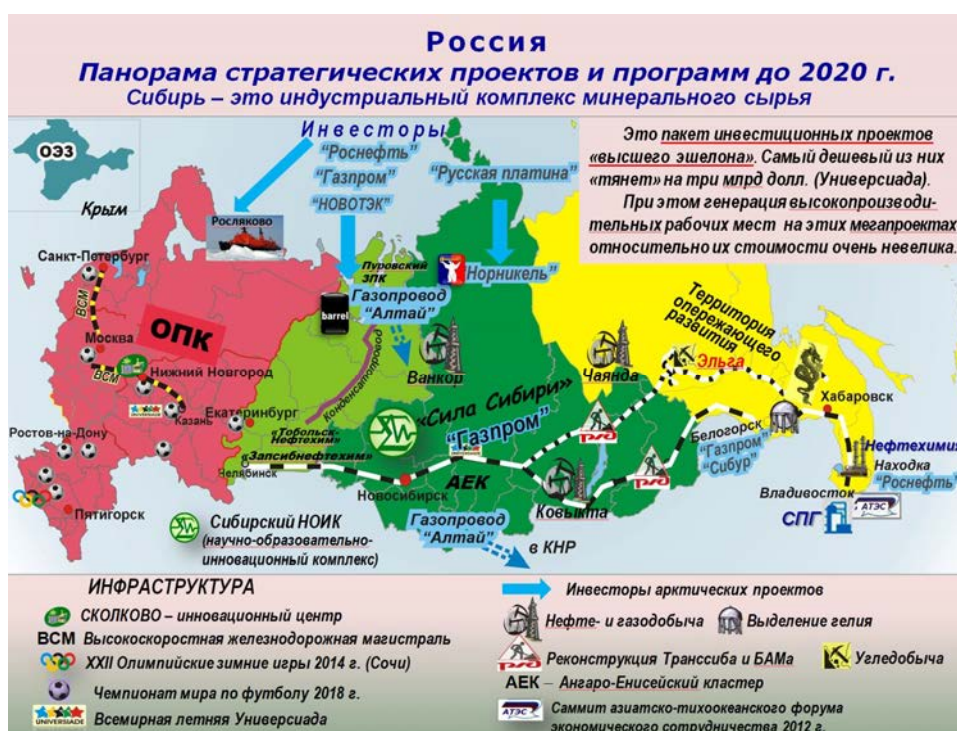 Россия
Панорама стратегических проектов и программ до 2020 г.
Сибирь – это индустриальный комплекс минерального сырья
ОЭЗ
Крым
Инвесторы
"Роснефть"
"Газпром"
"НОВОТЭК"
"Русская платина"
Это пакет инвестиционных проектов
«высшего эшелона». Самый дешевый из них
«тянет» на три млрд долл. (Универсиада).
При этом генерация высокопроизводи-
тельных рабочих мест на этих мегапроектах
относительно их стоимости очень невелика.
Росляково
Санкт-Петербург
ВСМ
ОПК
Москва
ВСМ
Нижний Новгород
UNIVERSIADE
Казань
Екатеринбург
Ростов-на-Дону
Пятигорск
Челябинск
Пуровский
ЗПК
Газопровод
"Алтай"
barrel
Конденсатопровод
«Тобольск-
Нефтехим»
«Запсибнефтехим»
Норникель"
Ванкор
«Сила Сибири»
"Газпром"
АЕК
Новосибирск
Чаянда
Ковыкта
Территория
опережающего
развития
Эльга
Хабаровск
Белогорск
"Газпром"
"Сибур"
Нефтехимия
Находка
"Роснефть"
Владивосток
СПГ
АТЭС
Газопровод
"Алтай"
в КНР
Сибирский НОИК
(научно-образовательно-
инновационный комплекс)
ИНФРАСТРУКТУРА
СКОЛКОВО – инновационный центр
ВСМ Высокоскоростная железнодорожная магистраль
XXII Олимпийские зимние игры 2014 г. (Сочи)
Чемпионат мира по футболу 2018 г.
UNIVERSIADE Всемирная летняя Универсиада
Инвесторы арктических проектов
Нефте- и газодобыча
Выделение гелия
Реконструкция Транссиба и БАМа
Угледобыча
АЕК – Ангаро-Енисейский кластер
АТЭС Саммит азиатско-тихоокеанского форума
экономического сотрудничества 2012 г.